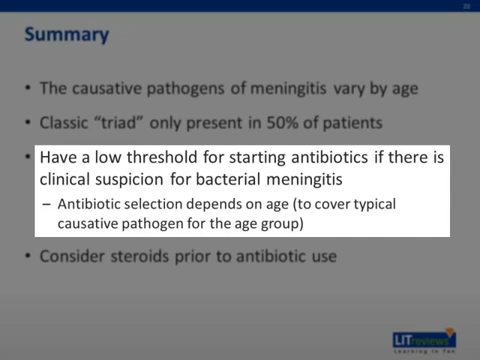 Summary
• The causative pathogens of meningitis vary by age
• Classic "triad" only present in 50% of patients
• Have a low threshold for starting antibiotics if there is
clinical suspicion for bacterial meningitis
– Antibiotic selection depends on age (to cover typical
causative pathogen for the age group)
• Consider steroids prior to antibiotic use
LITreviews
Learning is fun